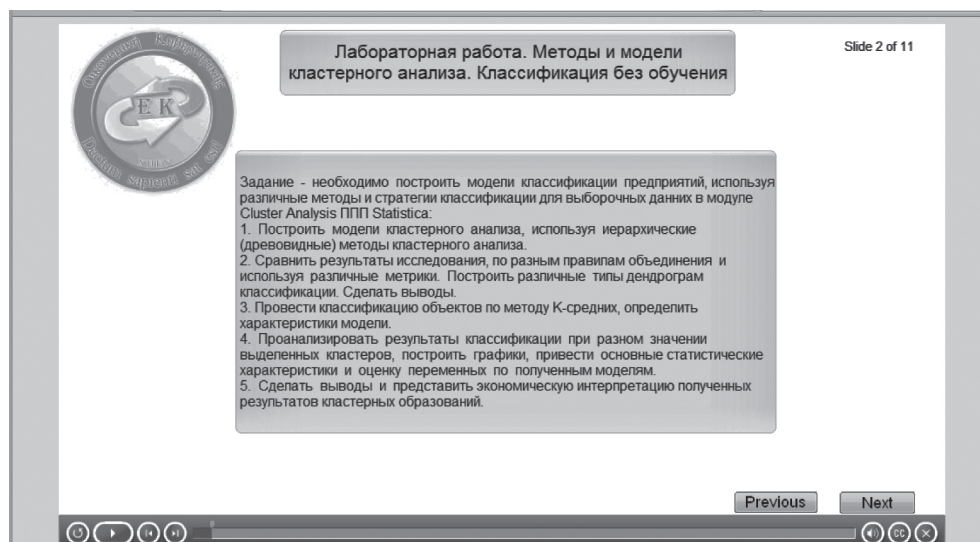 Лабораторная работа. Методы и модели
кластерного анализа. Классификация без обучения
Slide 2 of 11
ЕК
Задание - необходимо построить модели классификации предприятий, используя
различные методы и стратегии классификации для выборочных данних в модуле
Cluster Analysis ППП Statistica:
1. Построить модели кластерного анализа, используя иерархические
(древовидные) методы кластерного анализа.
2. Сравнить результаты исследования, по разным правилам объединения и
используя различные метрики. Построить различные типы дендрограм
классификации. Сделать выводы.
3. Провести классификацию объектов по методу К-средних, определить
характеристики модели.
4. Проанализировать результаты классификации при разном значении
выделенных кластеров, построить графики, привести основные статистические
характеристики и оценку переменных по полученным моделям.
5. Сделать выводы и представить экономическую интерпретацию полученных
результатов кластерных образований.
Previous
Next
CC